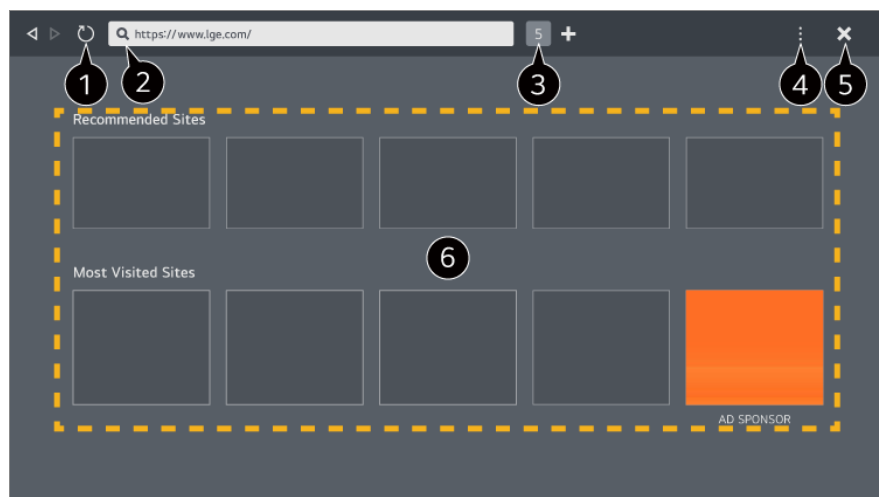 https://www.lge.com/ 5
1 2 3 4 5
Recommended Sites
6
Most Visited Sites
AD SPONSOR